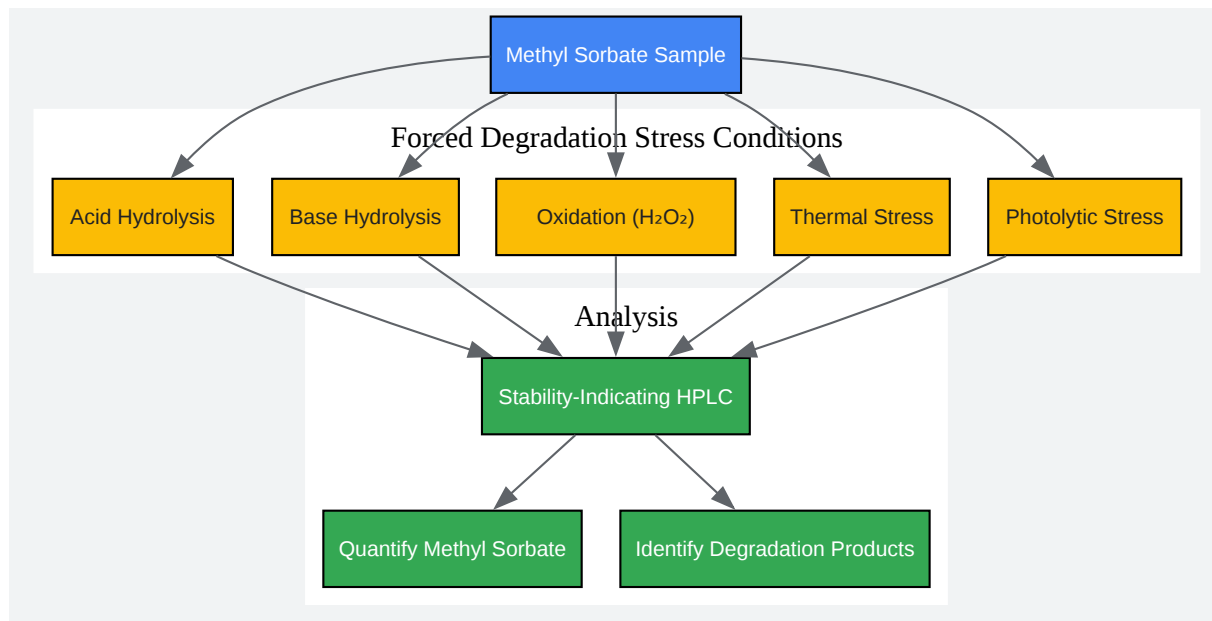 Methyl Sorbate Sample
Forced Degradation Stress Conditions
Acid Hydrolysis
Base Hydrolysis
Oxidation (H₂O₂)
Thermal Stress
Photolytic Stress
Analysis
Stability-Indicating HPLC
Quantify Methyl Sorbate
Identify Degradation Products